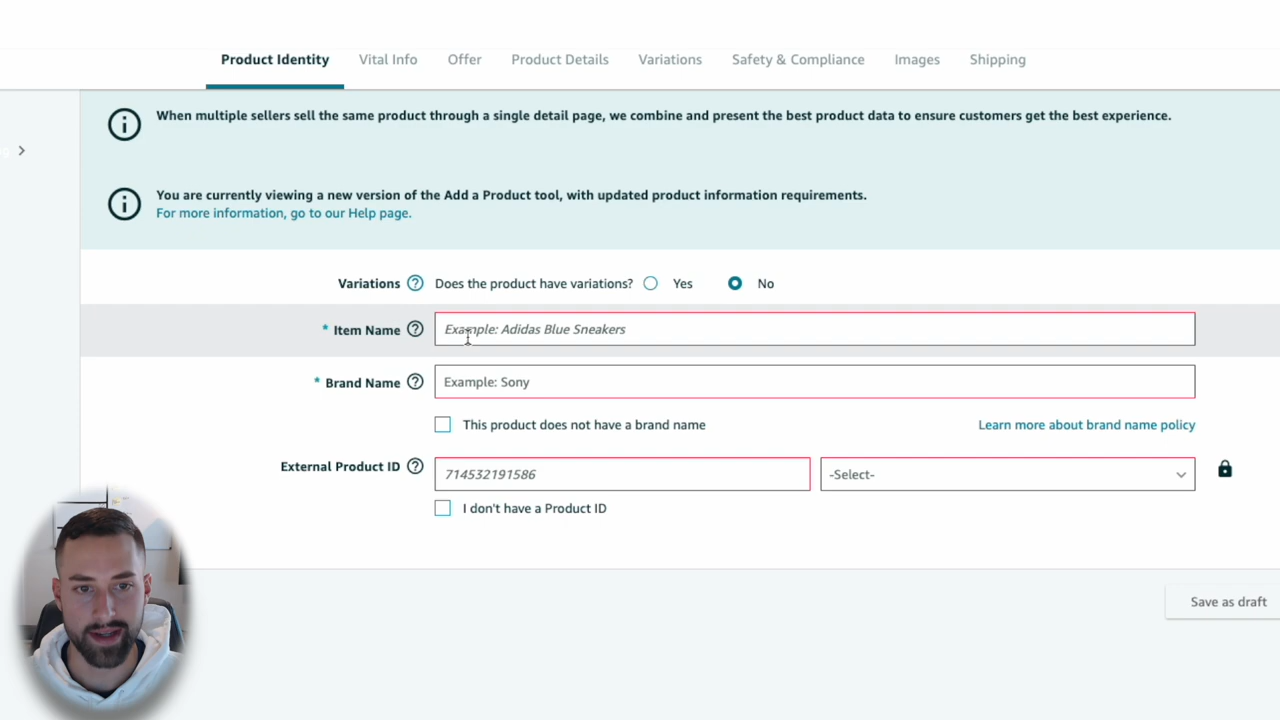 Product Identity
Vital Info
Offer
Product Details
Variations
Safety & Compliance
Images
Shipping
When multiple sellers sell the same product through a single detail page, we combine and present the best product data to ensure customers get the best experience.
You are currently viewing a new version of the Add a Product tool, with updated product information requirements.
For more information, go to our Help page.
Variations Does the product have variations? Yes No
* Item Name Example: Adidas Blue Sneakers
* Brand Name Example: Sony
This product does not have a brand name Learn more about brand name policy
External Product ID 714532191586 -Select-
I don't have a Product ID
Save as draft